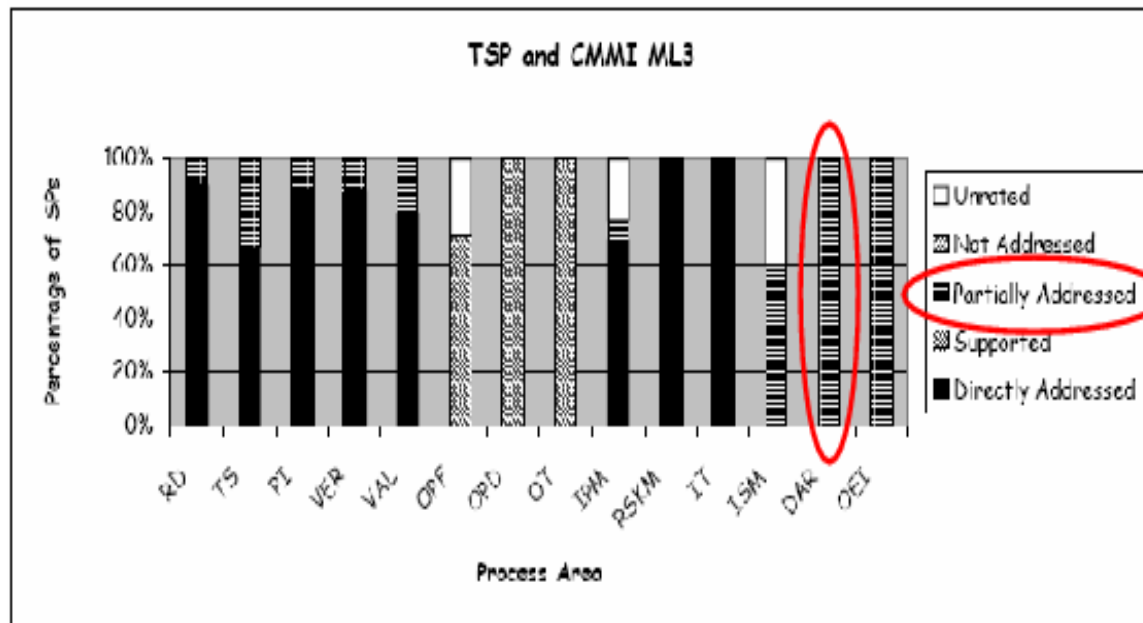 TSP and CMMI ML3
Percentage of SPs
100%
80%
60%
40%
20%
0%
RD
TS
PI
VER
VAL
OPF
OPD
OT
IPM
RSKM
IT
ISM
DAR
OEI
Process Area
Unrated
Not Addressed
Partially Addressed
Supported
Directly Addressed